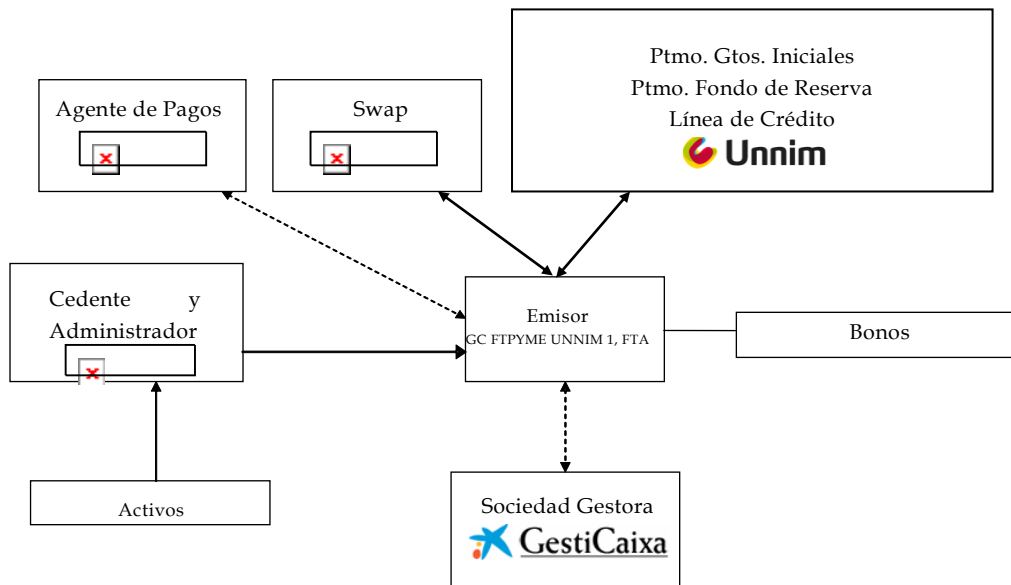 Ptmo. Gtos. Iniciales
Ptmo. Fondo de Reserva
Línea de Crédito
Unnim
Agente de Pagos
Swap
Cedente y
Administrador
Emisor
GC FTPYME UNNIM 1, FTA
Bonos
Activos
Sociedad Gestora
GestiCaixa